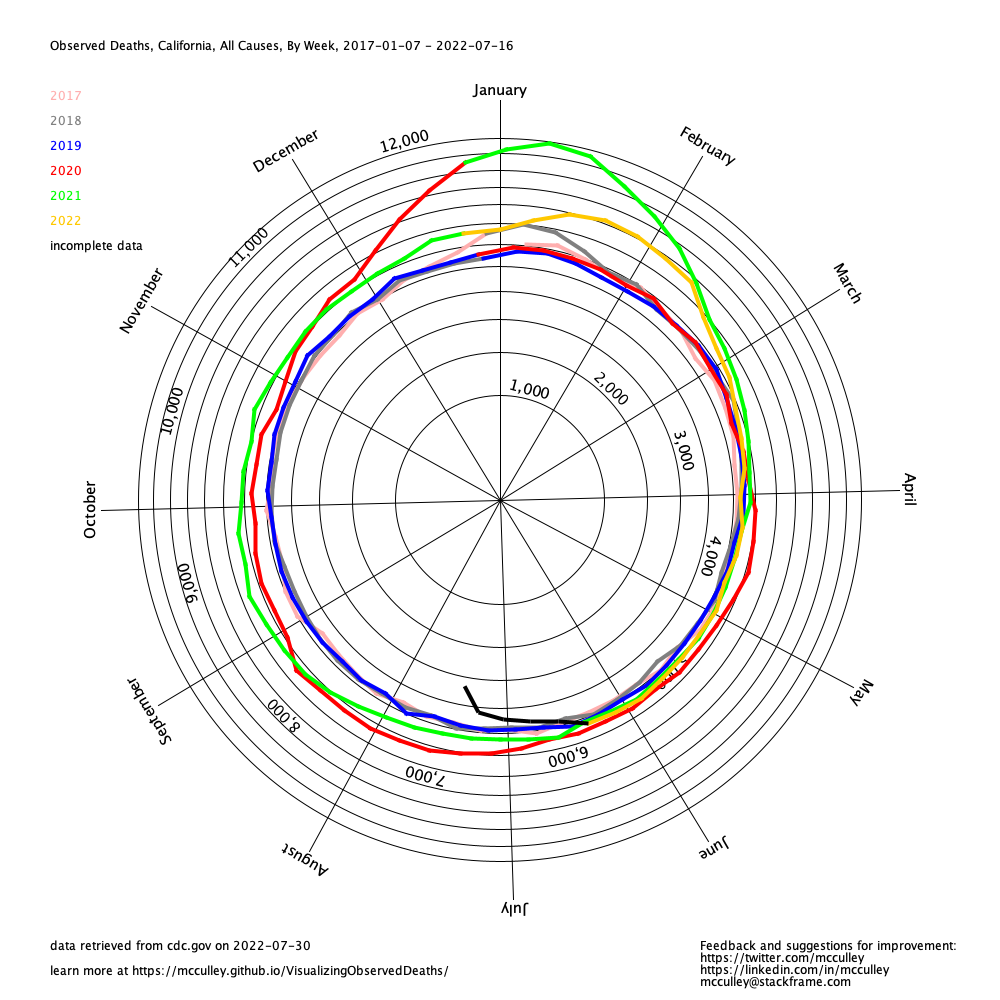 Observed Deaths, California, All Causes, By Week, 2017-01-07 - 2022-07-16
2017
2018
2019
2020
2021
2022
incomplete data
January
February
March
April
May
June
July
August
September
October
November
December
1,000
2,000
3,000
4,000
6,000
7,000
8,000
9,000
10,000
11,000
12,000
data retrieved from cdc.gov on 2022-07-30
learn more at https://mcculley.github.io/VisualizingObservedDeaths/
Feedback and suggestions for improvement:
https://twitter.com/mcculley
https://linkedin.com/in/mcculley
mcculley@stackframe.com